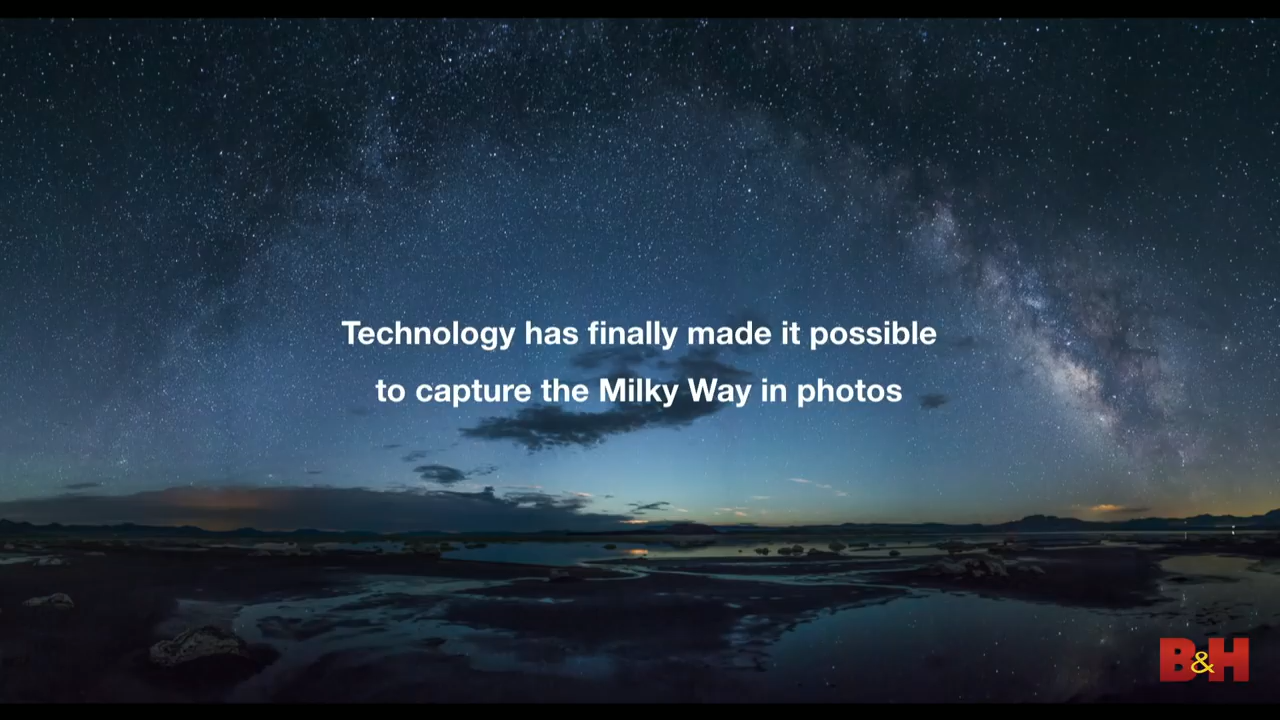 Technology has finally made it possible
to capture the Milky Way in photos
B&H